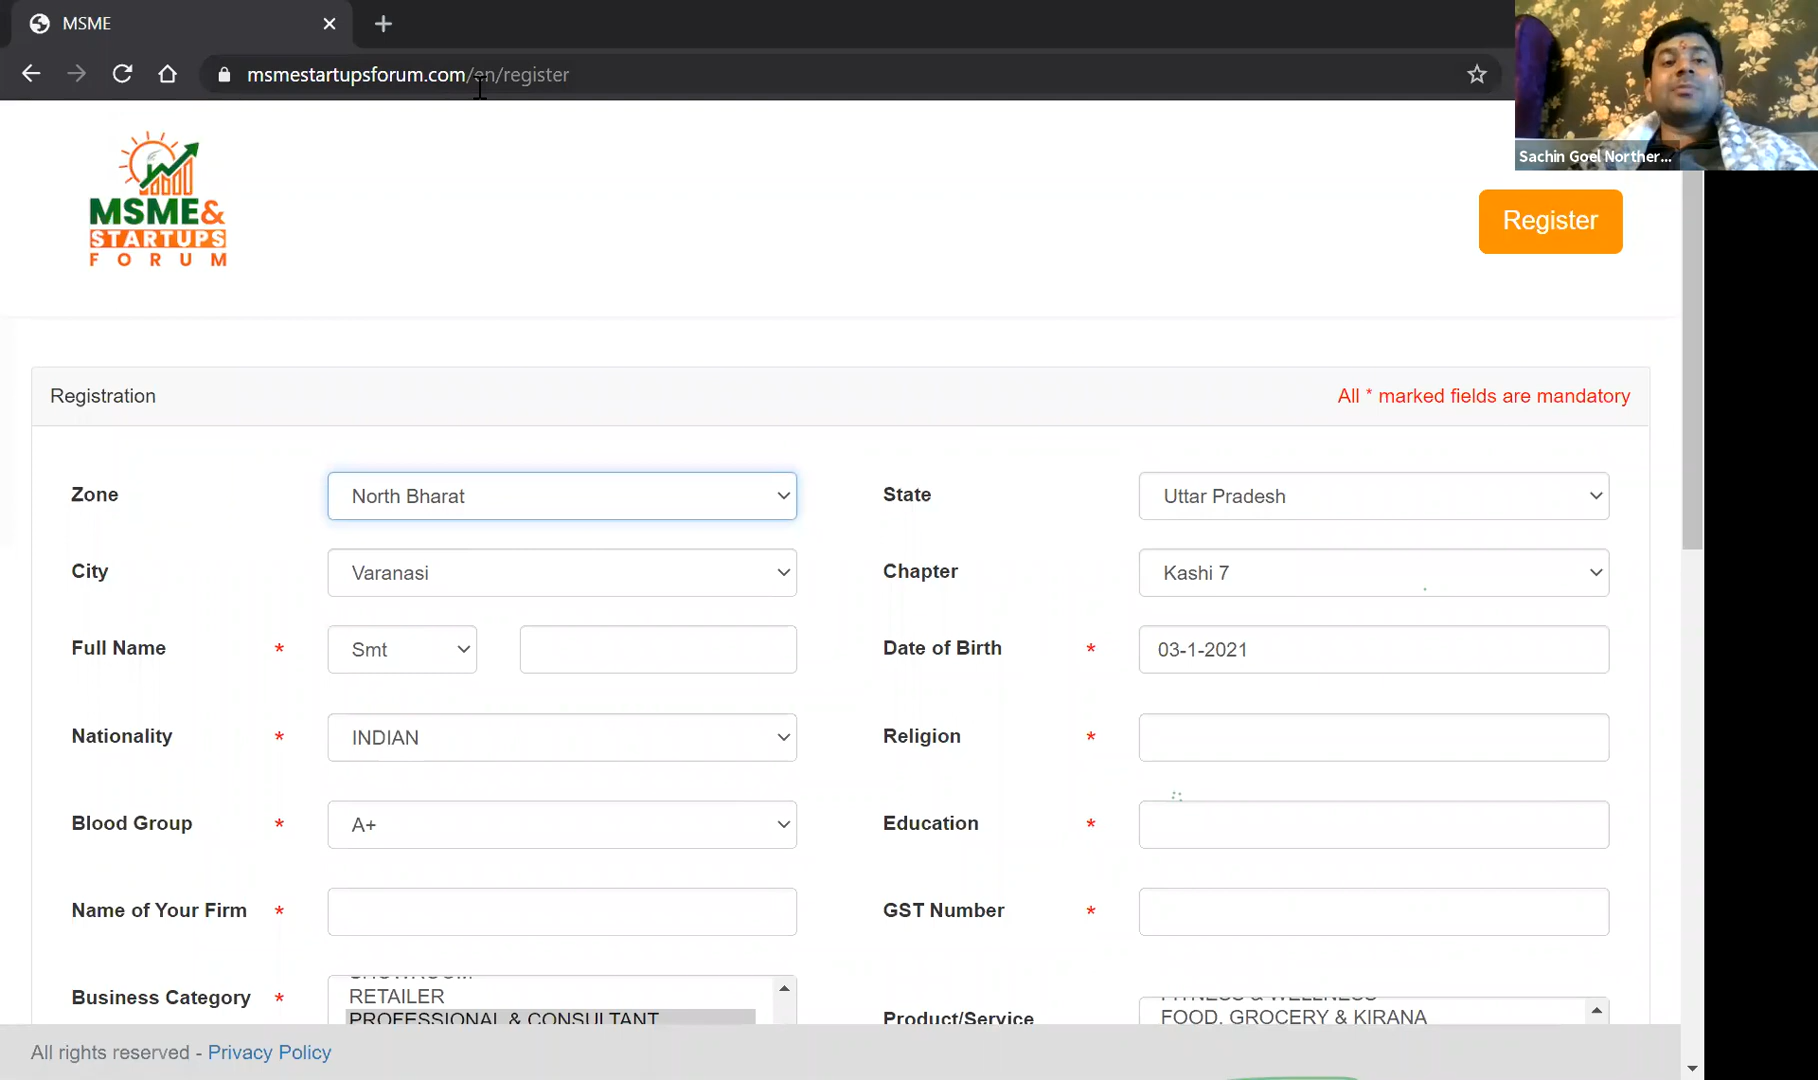 MSME
msmestartupsforum.com/en/register
Sachin Goel Norther...
MSME&
STARTUPS
FORUM
Register
Registration
All * marked fields are mandatory
Zone
North Bharat
State
Uttar Pradesh
City
Varanasi
Chapter
Kashi 7
Full Name *
Smt
Date of Birth *
03-1-2021
Nationality *
INDIAN
Religion *
Blood Group *
A+
Education *
Name of Your Firm *
GST Number *
Business Category *
SHOWROOM
RETAILER
PROFESSIONAL & CONSULTANT
Product/Service
FITNESS & WELLNESS
FOOD, GROCERY & KIRANA
All rights reserved - Privacy Policy